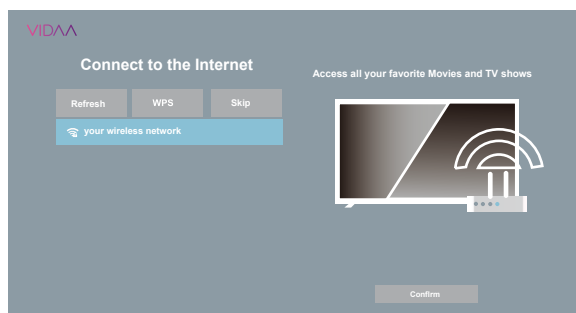 VIDAA
Connect to the Internet
Refresh
WPS
Skip
your wireless network
Access all your favorite Movies and TV shows
Confirm